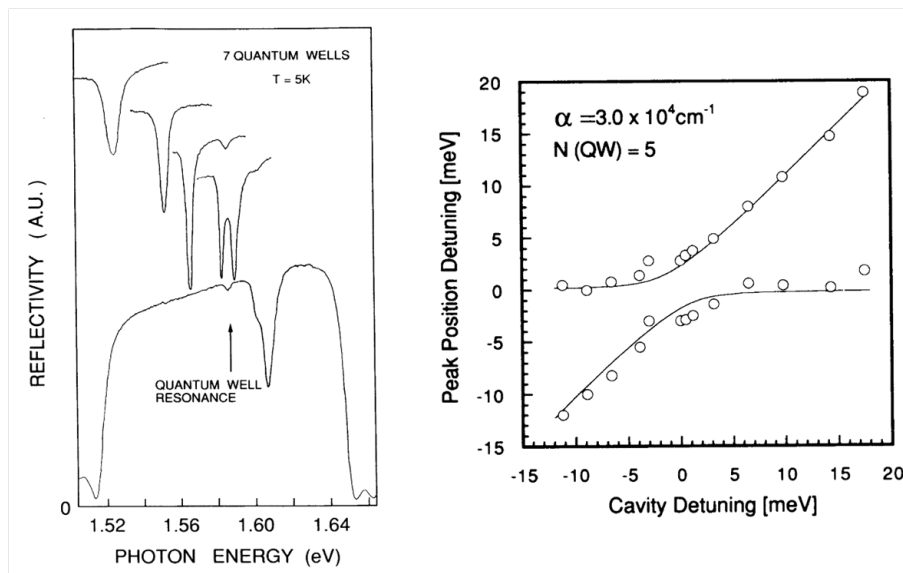 7 QUANTUM WELLS
T = 5K
REFLECTIVITY ( A.U. )
QUANTUM WELL
RESONANCE
0
1.52 1.56 1.60 1.64
PHOTON ENERGY (eV)
α =3.0 x 10⁴cm⁻¹
N (QW) = 5
Peak Position Detuning [meV]
20
15
10
5
0
-5
-10
-15
-15 -10 -5 0 5 10 15 20
Cavity Detuning [meV]